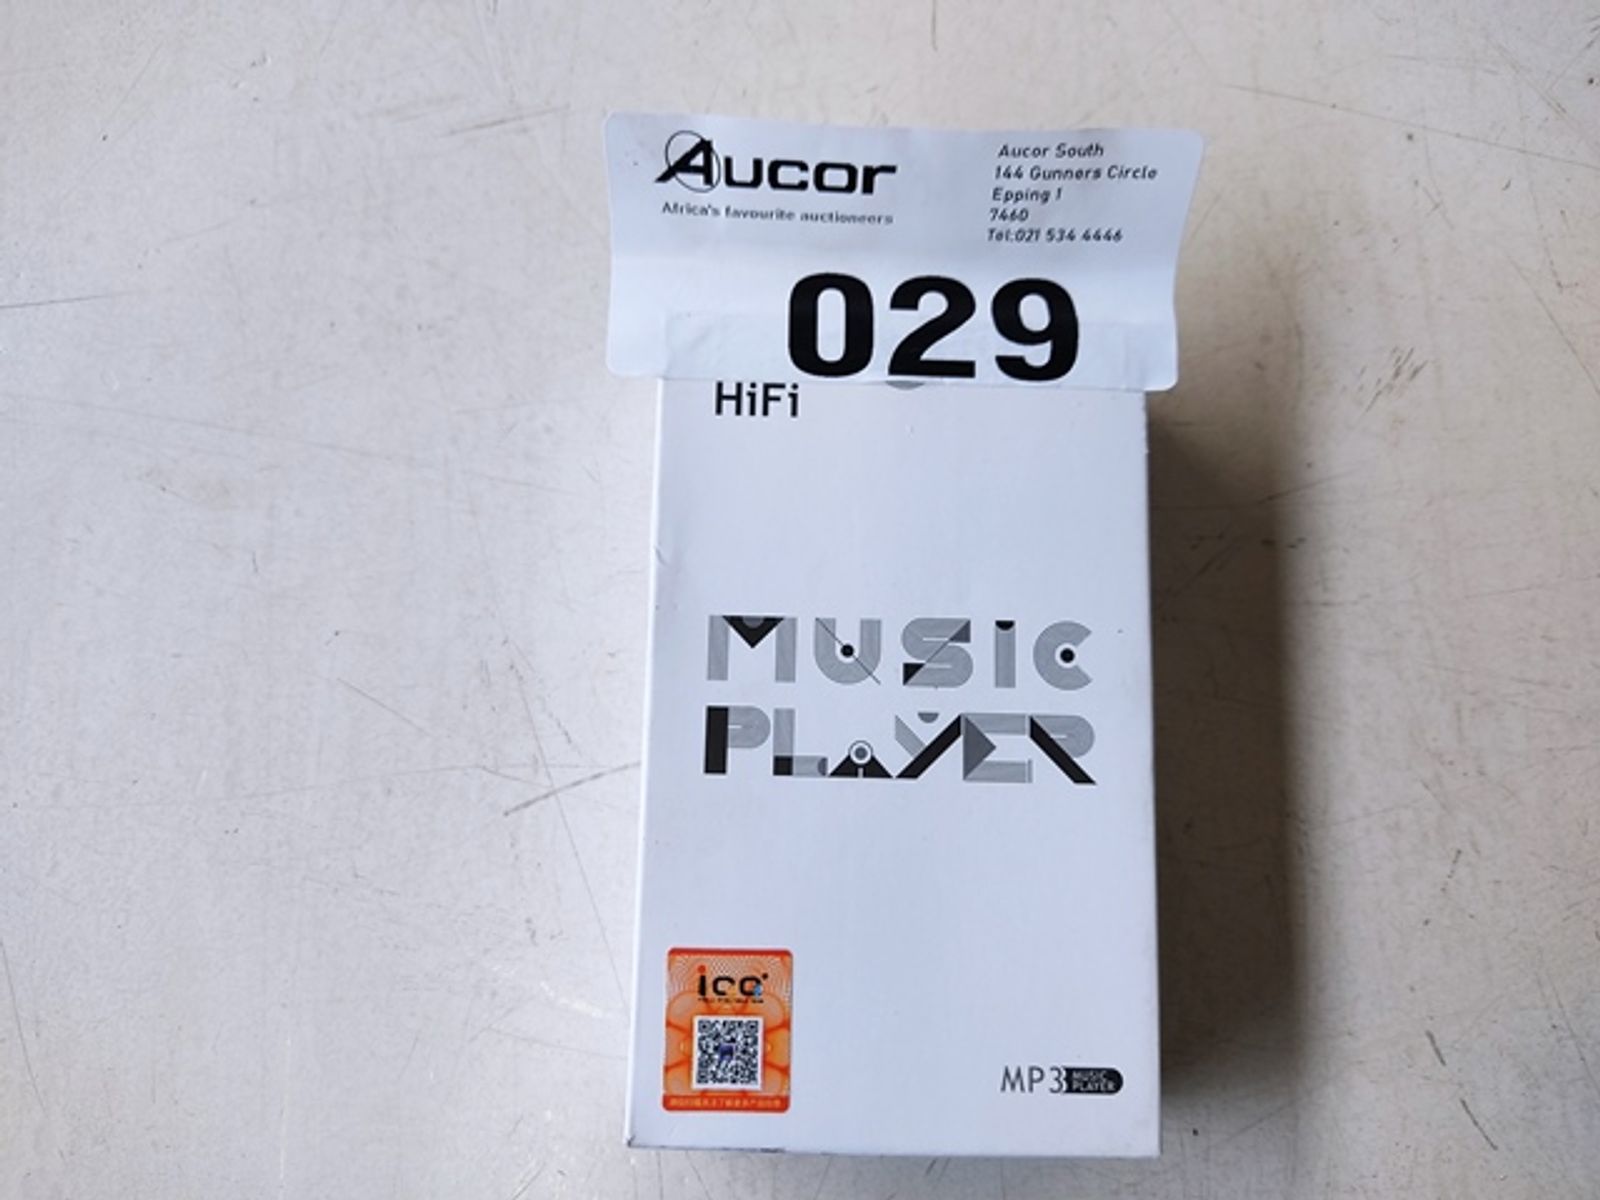 Aucor
Africa's favourite auctioneers
Aucor South
144 Gunners Circle
Epping 1
7460
Tel:021 534 4446
029
HiFi
MUSIC
PLAYER
MP3 MUSIC
PLAYER